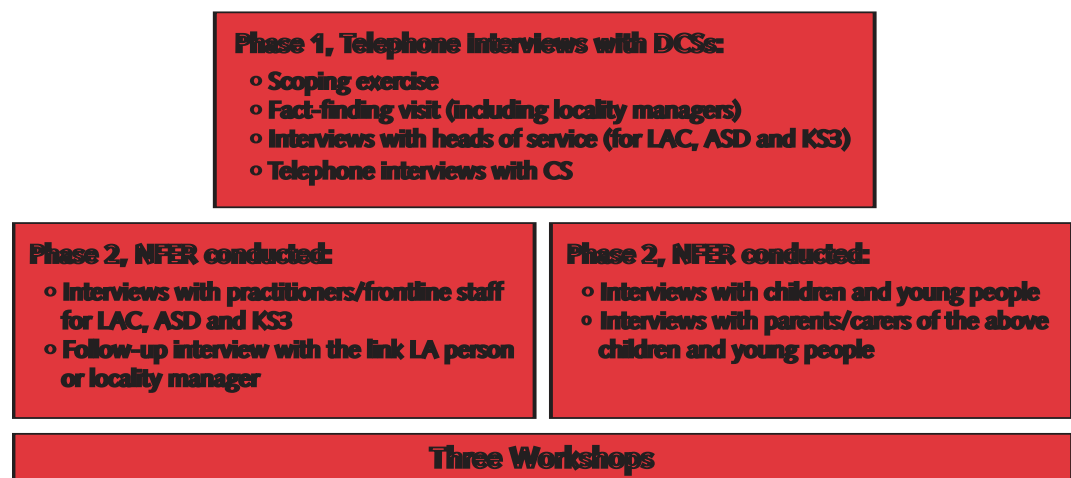 Phase 1, Telephone Interviews with DCSs:
o Scoping exercise
o Fact-finding visit (including locality managers)
o Interviews with heads of service (for LAC, ASD and KS3)
o Telephone interviews with CS
Phase 2, NFER conducted:
o Interviews with practitioners/frontline staff
for LAC, ASD and KS3
o Follow-up interview with the link LA person
or locality manager
Phase 2, NFER conducted:
o Interviews with children and young people
o Interviews with parents/carers of the above
children and young people
Three Workshops